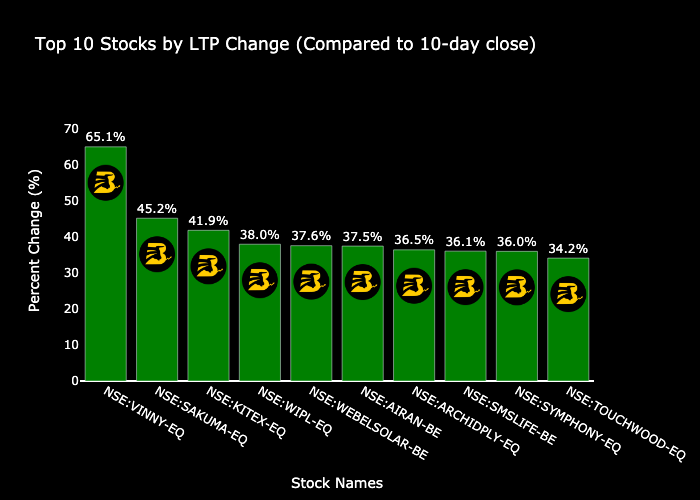 Top 10 Stocks by LTP Change (Compared to 10-day close)
70
60
50
40
30
20
10
0
Percent Change (%)
65.1%
45.2%
41.9%
38.0%
37.6%
37.5%
36.5%
36.1%
36.0%
34.2%
NSE:VINNY-EQ
NSE:SAKUMA-EQ
NSE:KITEX-EQ
NSE:WIPL-EQ
NSE:WEBELSOLAR-BE
NSE:AIRAN-BE
NSE:ARCHIDPLY-EQ
NSE:SMSLIFE-BE
NSE:SYMPHONY-EQ
NSE:TOUCHWOOD-EQ
Stock Names